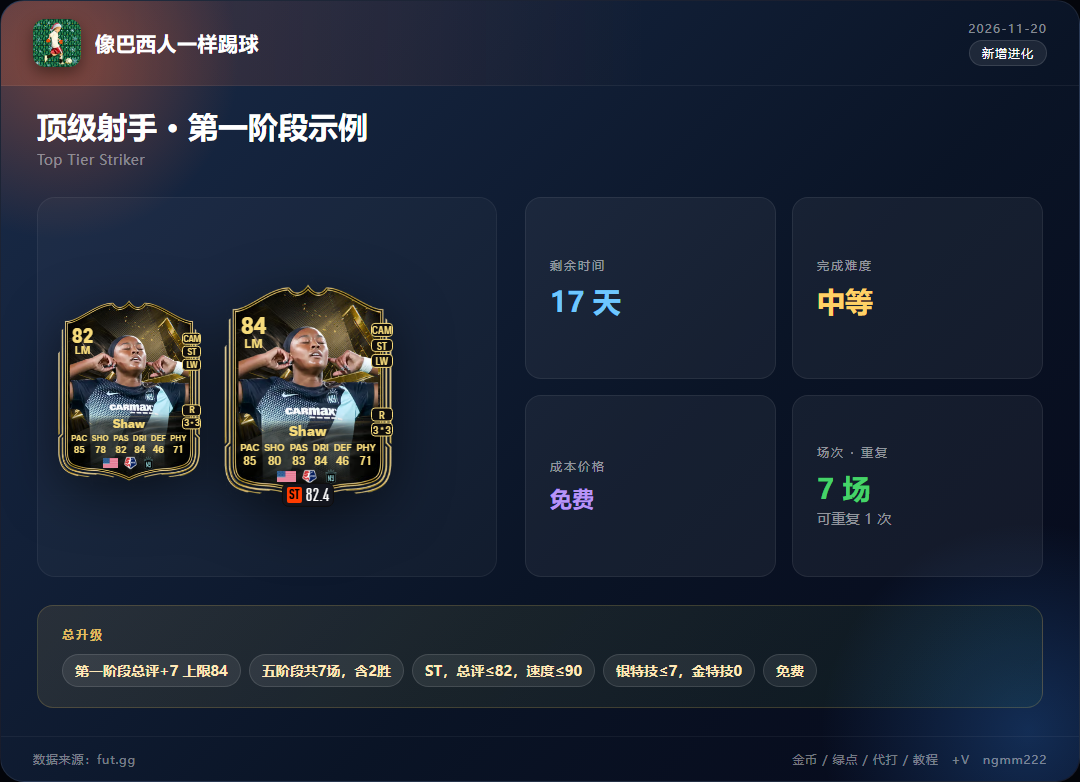 像巴西人一样踢球
2026-11-20
新增进化
顶级射手 • 第一阶段示例
Top Tier Striker
82
LM
CAM
ST
LW
R
3•3
CARMAX
Shaw
PAC SHO PAS DRI DEF PHY
85 78 82 84 46 71
84
LM
CAM
ST
LW
R
3•3
CARMAX
Shaw
PAC SHO PAS DRI DEF PHY
85 80 83 84 46 71
ST 82.4
剩余时间
17 天
完成难度
中等
成本价格
免费
场次 · 重复
7 场
可重复 1 次
总升级
第一阶段总评+7 上限84
五阶段共7场，含2胜
ST，总评≤82，速度≤90
银特技≤7，金特技0
免费
数据来源：fut.gg
金币 / 绿点 / 代打 / 教程 +V ngmm222